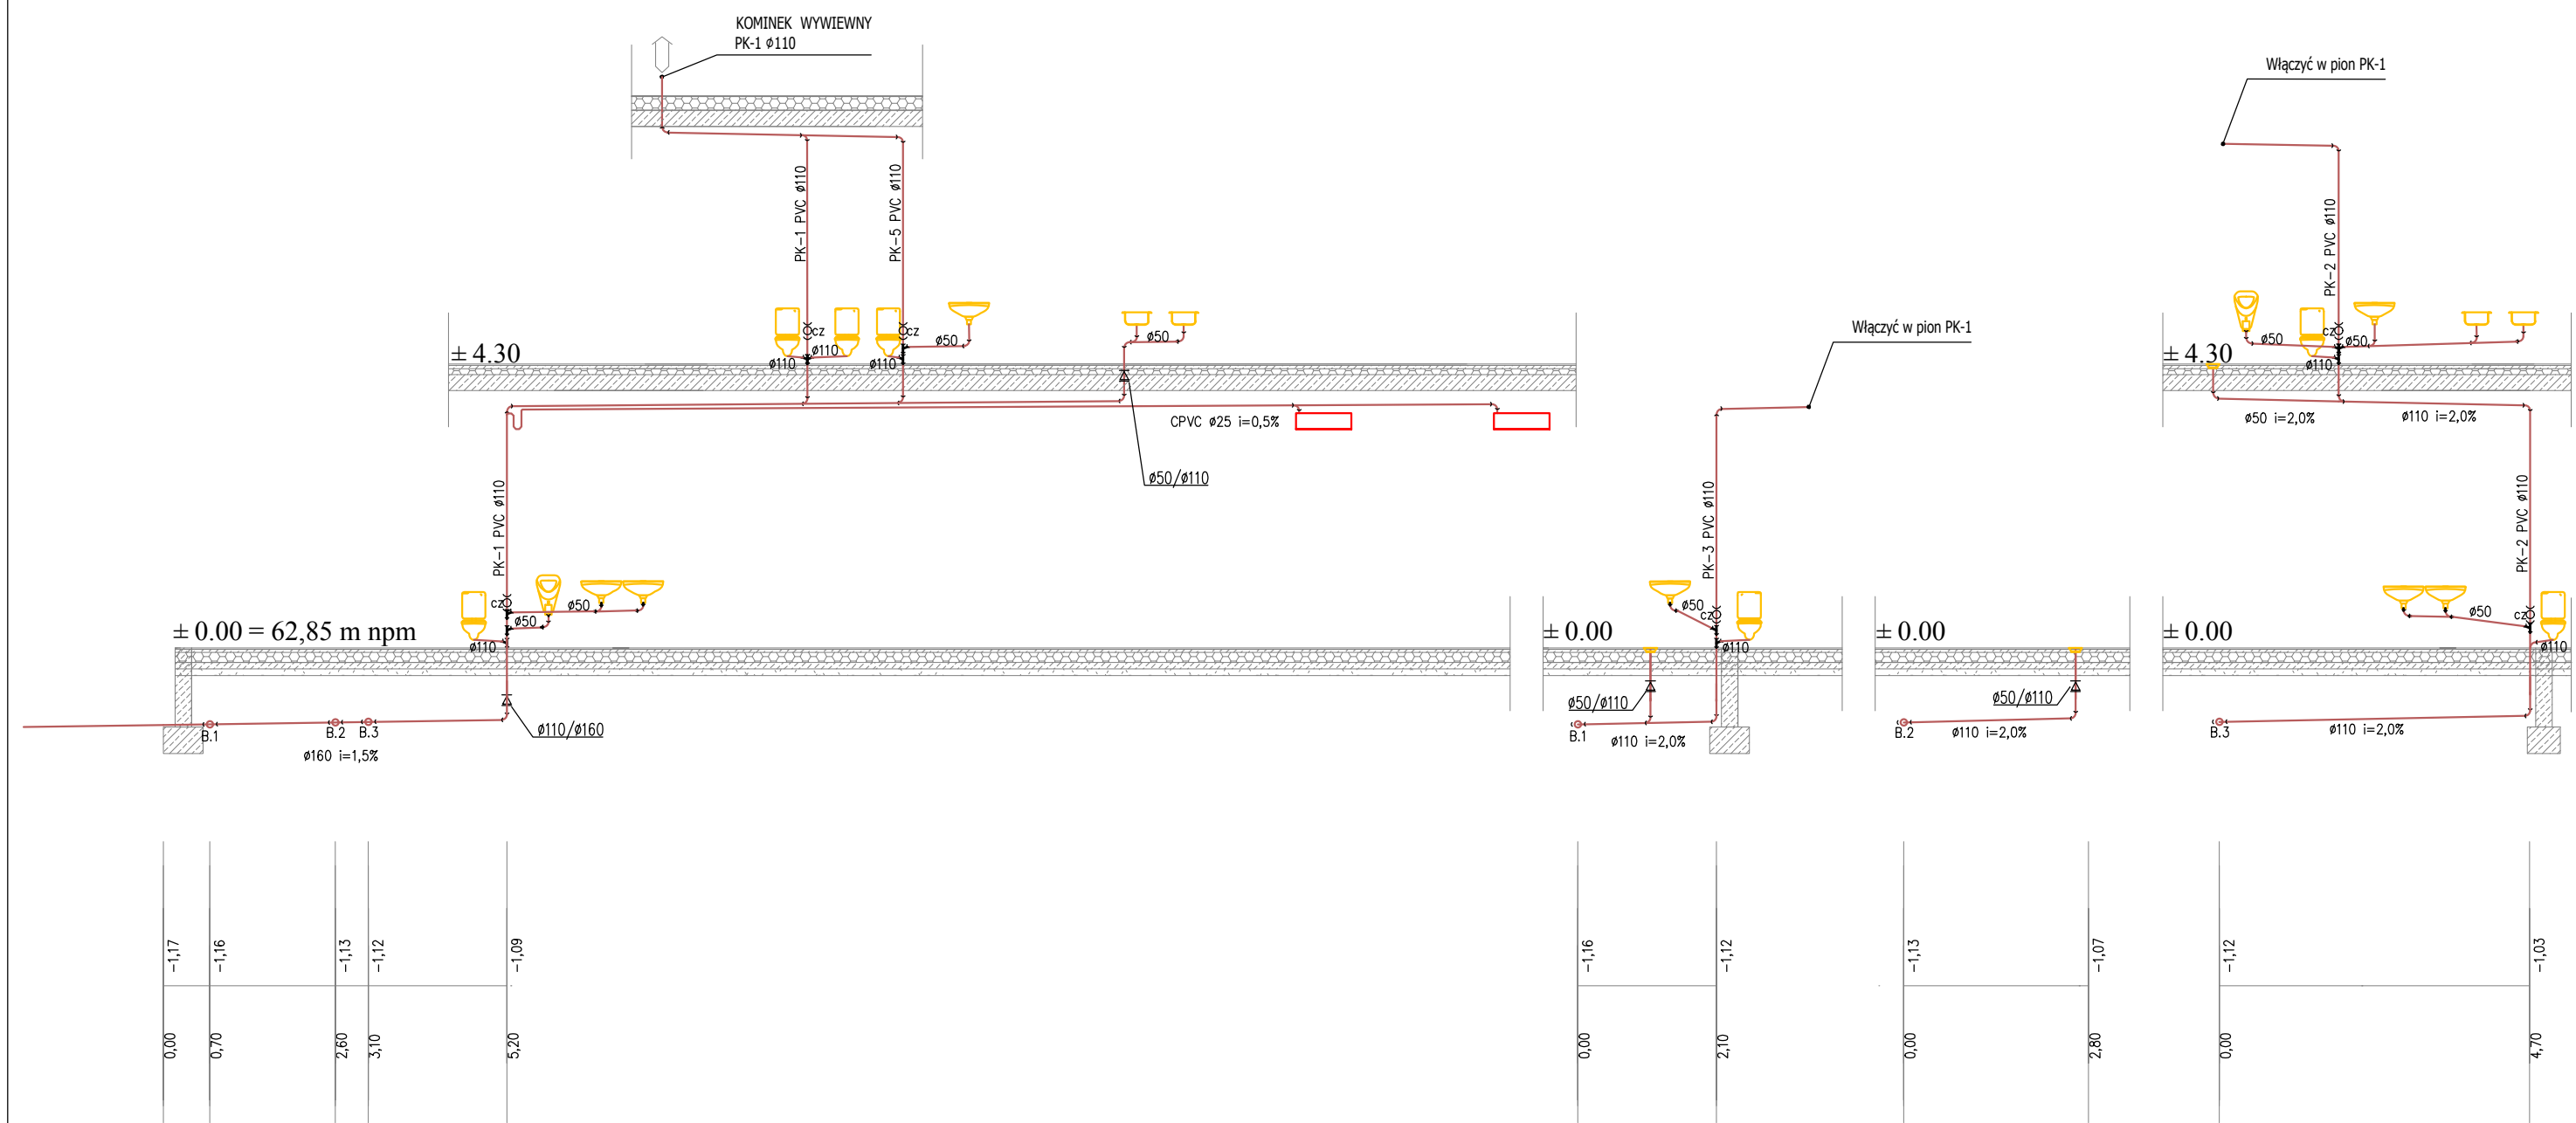 KOMINEK WYWIEWNY
PK-1 ø110
Włączyć w pion PK-1
PK-1 PVC ø110
PK-5 PVC ø110
PK-2 PVC ø110
cz
cz
ø110
ø110
ø110
ø50
ø50
± 4.30
CPVC ø25 i=0,5%
ø50/ø110
Włączyć w pion PK-1
ø50
cz
ø50
ø110
± 4.30
ø50 i=2,0%
ø110 i=2,0%
PK-1 PVC ø110
PK-3 PVC ø110
PK-2 PVC ø110
cz
ø50
ø50
ø110
± 0.00 = 62,85 m npm
ø50
cz
ø110
± 0.00
± 0.00
ø50
cz
ø110
± 0.00
ø110/ø160
B.1
B.2
B.3
ø160 i=1,5%
ø50/ø110
B.1
ø110 i=2,0%
ø50/ø110
B.2
ø110 i=2,0%
B.3
ø110 i=2,0%
-1,17
-1,16
-1,13
-1,12
-1,09
-1,16
-1,12
-1,13
-1,07
-1,12
-1,03
0,00
0,70
2,60
3,10
5,20
0,00
2,10
0,00
2,80
0,00
4,70